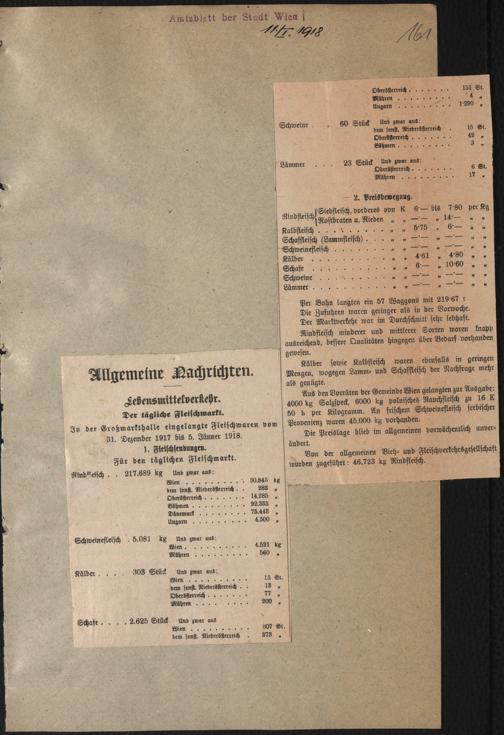 Amtsblatt der Stadt Wien
11./I. 1918
161
Allgemeine Nachrichten.
Lebensmittelverkehr.
Der tägliche Fleischmarkt.
In der Großmarkthalle eingelangte Fleischwaren vom
31. Dezember 1917 bis 5. Jänner 1918.
1. Fleischsendungen.
Für den täglichen Fleischmarkt.
Rindfleisch . . 217.689 kg Und zwar aus:
Wien . . . . . . . . . 30.845 kg
dem sonst. Niederösterreich . 283 „
Oberösterreich . . . . . . 14.285 „
Böhmen . . . . . . . . 92.333 „
Dänemark . . . . . . . 75.443 „
Ungarn . . . . . . . . 4.500 „
Schweinefleisch . 5.081 kg Und zwar aus:
Wien . . . . . . . . . 4.521 kg
Mähren . . . . . . . . 560 „
Kälber . . . 303 Stück Und zwar aus:
Wien . . . . . . . . . 13 St.
dem sonst. Niederösterreich . 13 „
Oberösterreich . . . . . . 77 „
Mähren . . . . . . . . 200 „
Schafe . . . 2.625 Stück Und zwar aus
Wien . . . . . . . . . 807 St.
dem sonst. Niederösterreich . 373 „
Oberösterreich . . . . . . 151 St.
Mähren . . . . . . . . 4 „
Ungarn . . . . . . . . 1·290 „
Schweine . . 60 Stück Und zwar aus:
dem sonst. Niederösterreich . 15 St.
Oberösterreich . . . . . . 42 „
Böhmen . . . . . . . . 3 „
Lämmer . . . 23 Stück Und zwar aus:
Oberösterreich . . . . . . 6 St.
Mähren . . . . . . . . 17 „
2. Preisbewegung.
Rindfleisch { Siedfleisch, vorderes von K 6·— bis 7·80 per Kg
Rostbraten u. Rieden „ „ —·— „ 14·— „ „
Kalbfleisch . . . . . . . „ „ 5·75 „ 6·— „ „
Schaffleisch (Lammfleisch) . . „ „ —·— „ —·— „ „
Schweinefleisch . . . . . . „ „ —·— „ —·— „ „
Kälber . . . . . . . . „ „ 4·61 „ 4·80 „ „
Schafe . . . . . . . . „ „ 6·— „ 10·60 „ „
Schweine . . . . . . . „ „ —·— „ —·— „ „
Lämmer . . . . . . . . „ „ —·— „ —·— „ „
Per Bahn langten ein 57 Waggons mit 219·67 t
Die Zufuhren waren geringer als in der Vorwoche.
Der Marktverkehr war im Durchschnitt sehr lebhaft.
Rindfleisch minderer und mittlerer Sorten waren knapp
ausreichend, bessere Qualitäten hingegen über Bedarf vorhanden
gewesen.
Kälber sowie Kalbfleisch waren ebenfalls in geringen
Mengen, wogegen Lamm- und Schaffleisch der Nachfrage mehr
als genügte.
Aus den Vorräten der Gemeinde Wien gelangten zur Ausgabe:
4000 kg Salzspeck, 6000 kg polnisches Rauchfleisch zu 16 K
50 h per Kilogramm. An frischen Schweinefleisch serbischer
Provenienz waren 45.000 kg vorhanden.
Die Preislage blieb im allgemeinen vorwöchentlich unver-
ändert.
Von der allgemeinen Vieh- und Fleischverkehrsgesellschaft
wurden zugeführt: 46.723 kg Rindfleisch.